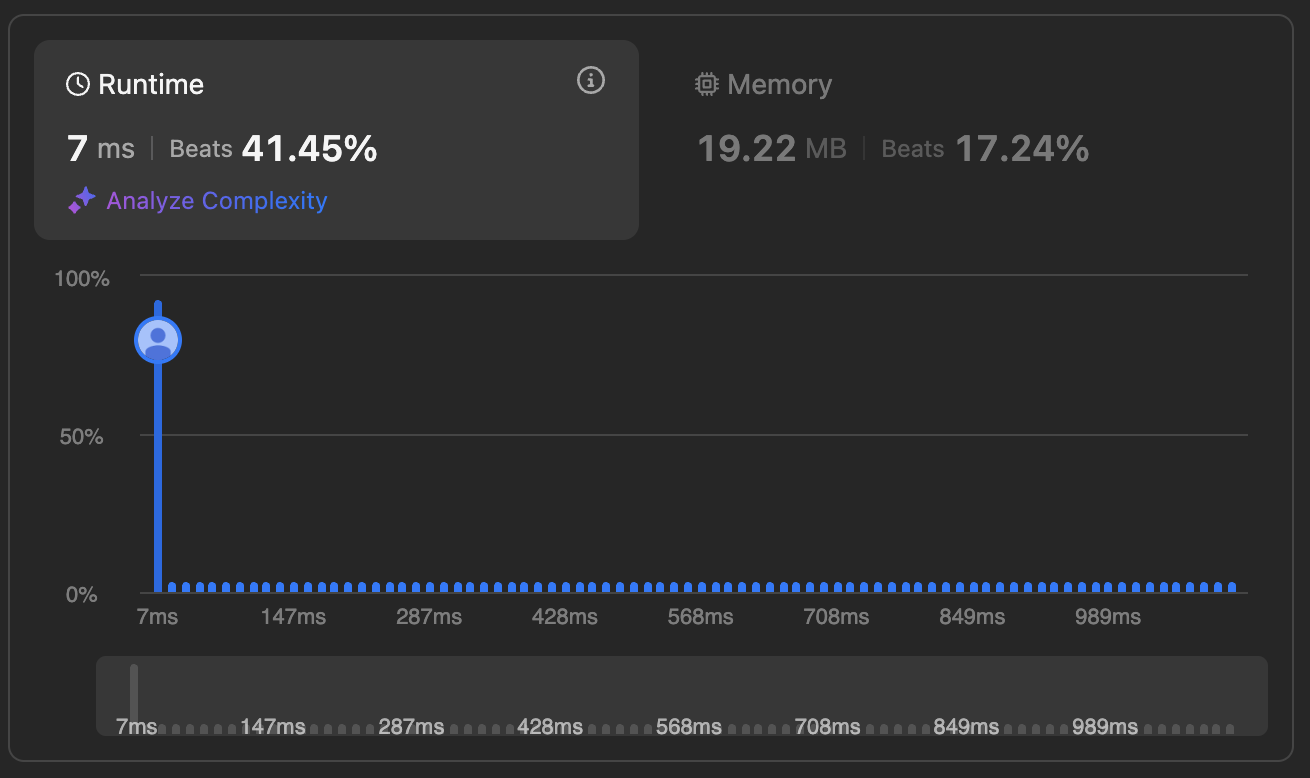 Runtime
7 ms | Beats 41.45%
Analyze Complexity
Memory
19.22 MB | Beats 17.24%
100%
50%
0%
7ms 147ms 287ms 428ms 568ms 708ms 849ms 989ms
7ms 147ms 287ms 428ms 568ms 708ms 849ms 989ms